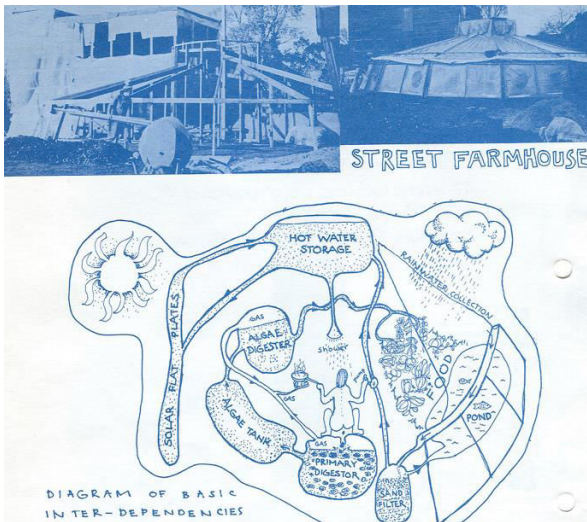 STREET FARMHOUSE
HOT WATER
STORAGE
RAINWATER COLLECTION
SOLAR FLAT PLATES
GAS
ALGAE
DIGESTER
shower
FOOD
GAS
ALGAE TANK
POND
GAS
PRIMARY
DIGESTOR
SAND
FILTER
DIAGRAM OF BASIC
INTER-DEPENDENCIES